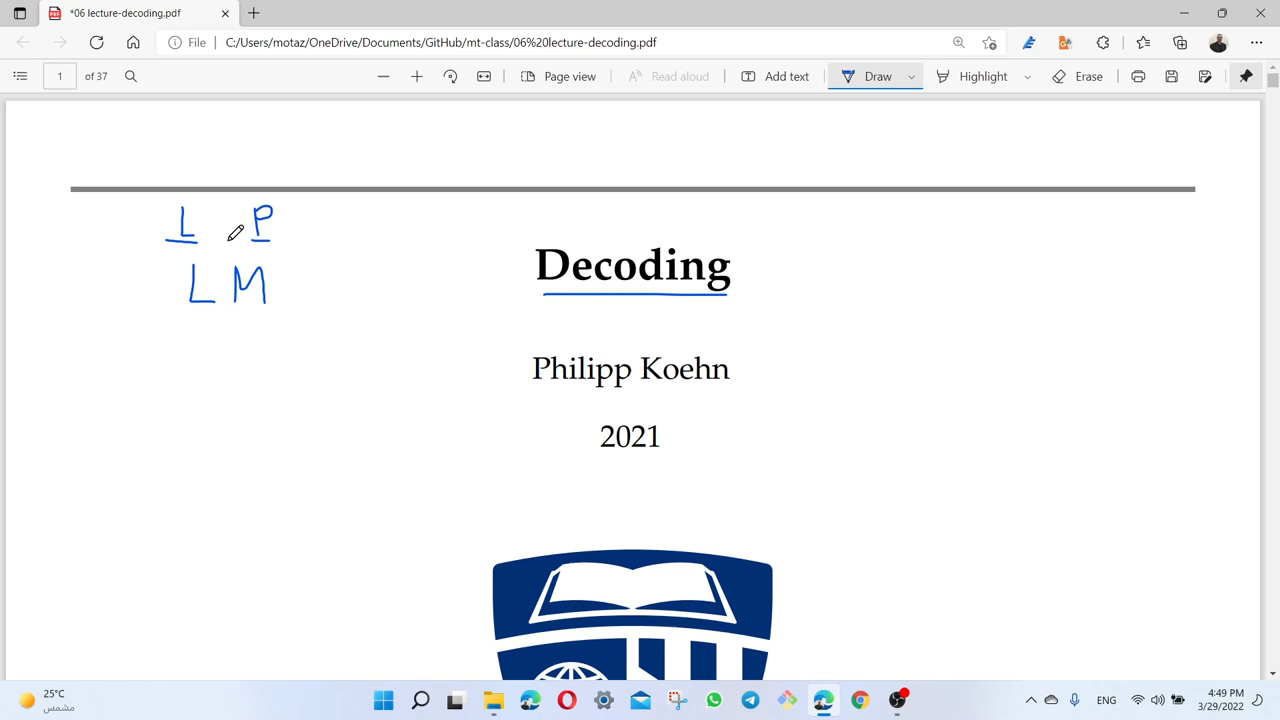 *06 lecture-decoding.pdf
File C:/Users/motaz/OneDrive/Documents/GitHub/mt-class/06%20lecture-decoding.pdf
1 of 37 Page view Read aloud Add text Draw Highlight Erase
L P
L M
Decoding
Philipp Koehn
2021
25°C
مشمس
ENG
4:49 PM
3/29/2022